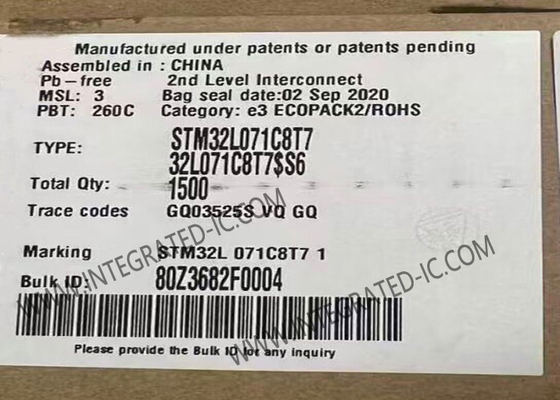 Manufactured under patents or patents pending
Assembled in : CHINA
Pb-free 2nd Level Interconnect
MSL: 3 Bag seal date:02 Sep 2020
PBT: 260C Category: e3 ECOPACK2/ROHS
TYPE: STM32L071C8T7
32L071C8T7$S6
Total Qty: 1500
Trace codes GQ03525S VQ GQ
Marking STM32L 071C8T7 1
Bulk ID: 80Z3682F0004
Please provide the Bulk ID for any inquiry
WWW.INTEGRATED-IC.COM
WWW.INTEGRATED-IC.COM